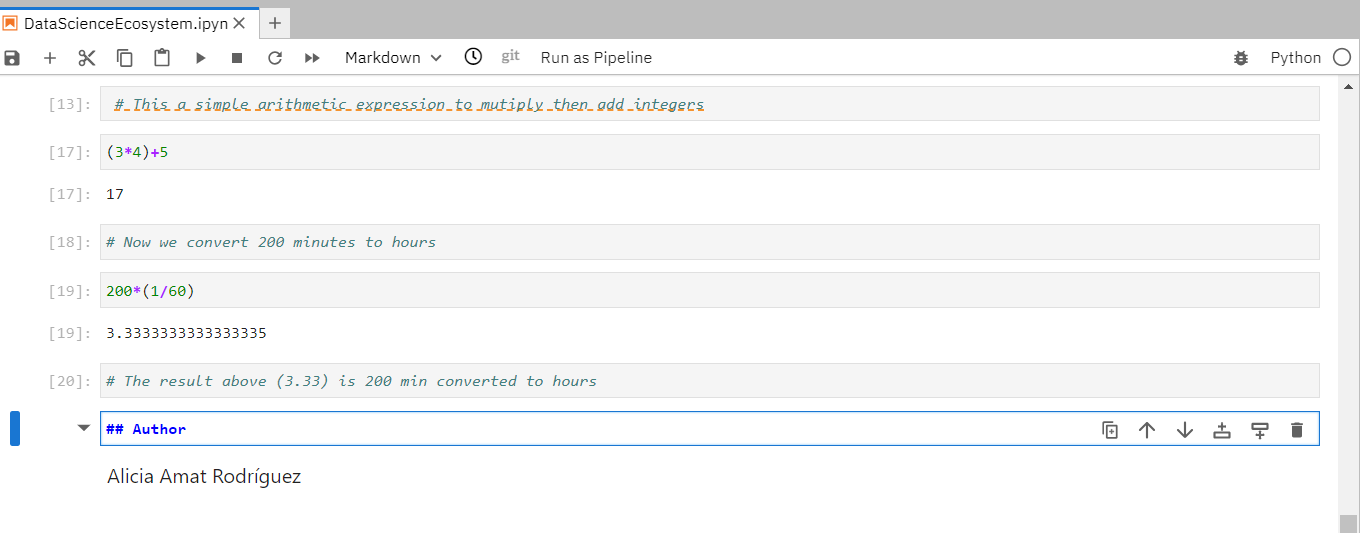 DataScienceEcosystem.ipyn
Markdown git Run as Pipeline Python
[13]: # This a simple arithmetic expression to mutiply then add integers
[17]: (3*4)+5
[17]: 17
[18]: # Now we convert 200 minutes to hours
[19]: 200*(1/60)
[19]: 3.3333333333333335
[20]: # The result above (3.33) is 200 min converted to hours
## Author
Alicia Amat Rodríguez